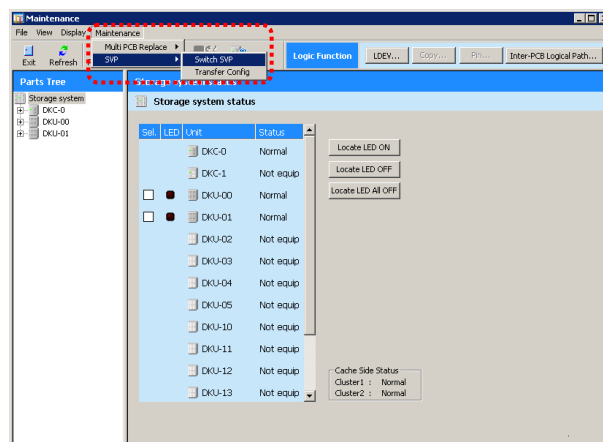 Maintenance
File View Display Maintenance
Multi PCB Replace
SVP
Switch SVP
Transfer Config
Exit Refresh
Logic Function LDEV... Copy... Pin... Inter-PCB Logical Path...
Parts Tree
Storage system status
Storage system
DKC-0
DKU-00
DKU-01
Storage system status
Sel. LED Unit Status
DKC-0 Normal
DKC-1 Not equip
DKU-00 Normal
DKU-01 Normal
DKU-02 Not equip
DKU-03 Not equip
DKU-04 Not equip
DKU-05 Not equip
DKU-10 Not equip
DKU-11 Not equip
DKU-12 Not equip
DKU-13 Not equip
Locate LED ON
Locate LED OFF
Locate LED All OFF
Cache Side Status
Cluster1 : Normal
Cluster2 : Normal